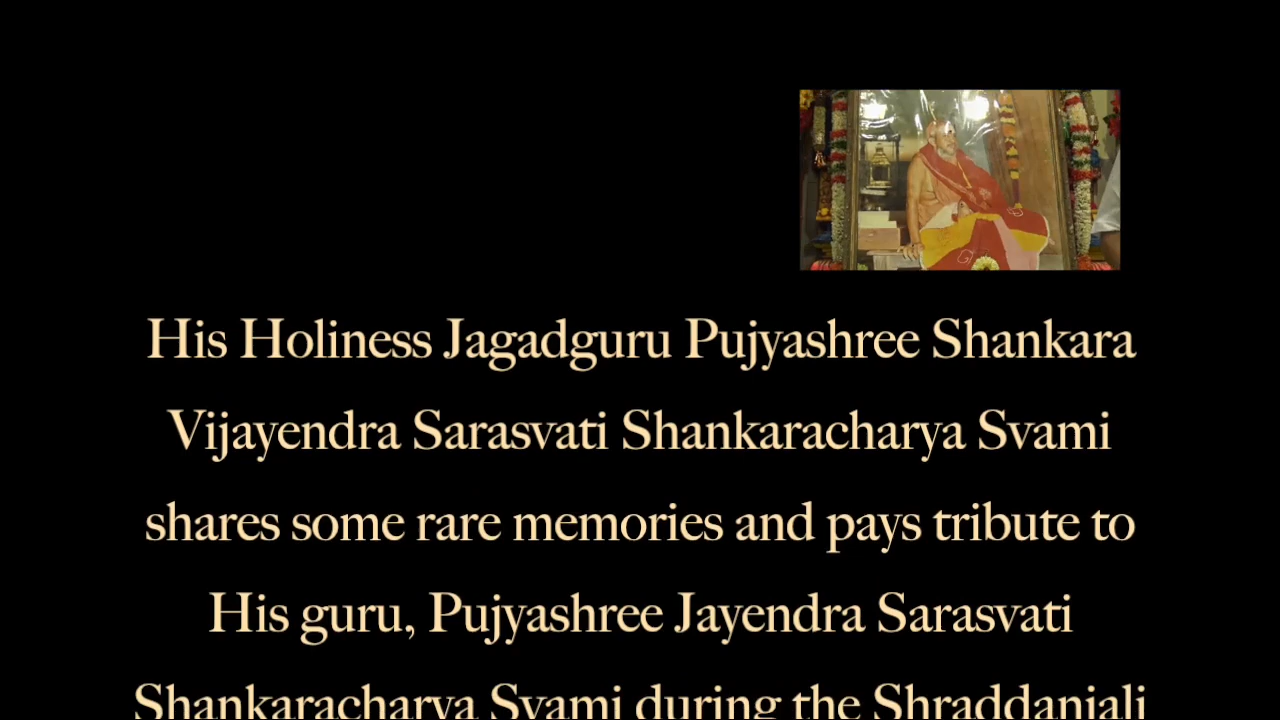 His Holiness Jagadguru Pujyashree Shankara
Vijayendra Sarasvati Shankaracharya Svami
shares some rare memories and pays tribute to
His guru, Pujyashree Jayendra Sarasvati
Shankaracharya Svami during the Shraddanjali